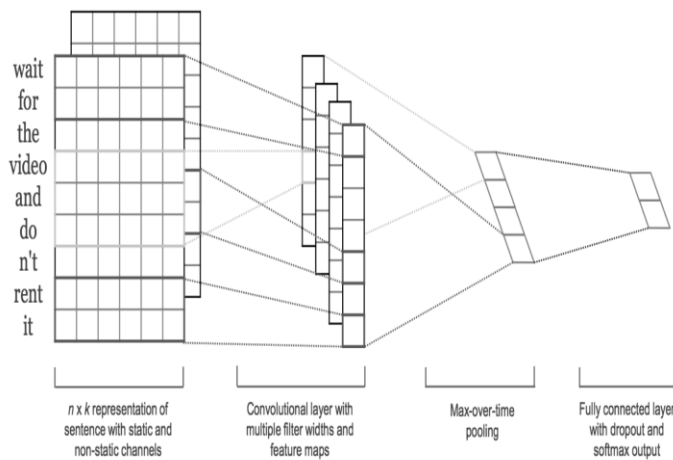 wait
for
the
video
and
do
n't
rent
it
n x k representation of
sentence with static and
non-static channels
Convolutional layer with
multiple filter widths and
feature maps
Max-over-time
pooling
Fully connected layer
with dropout and
softmax output